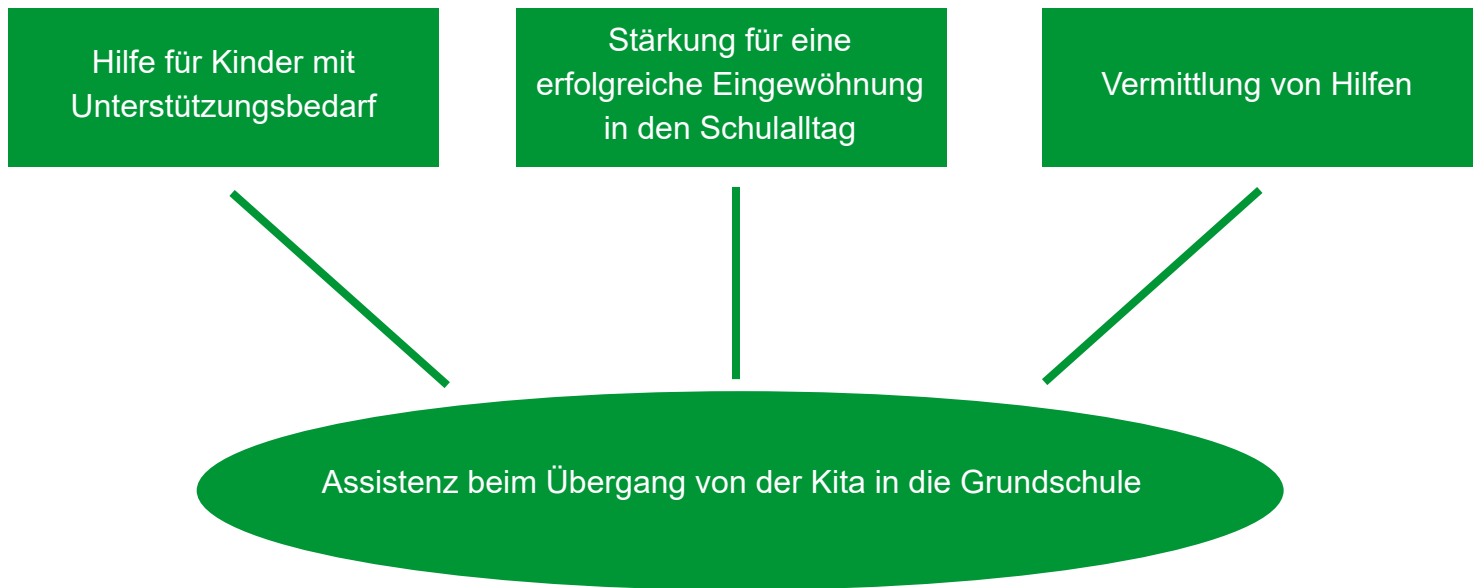 Hilfe für Kinder mit
Unterstützungsbedarf
Stärkung für eine
erfolgreiche Eingewöhnung
in den Schulalltag
Vermittlung von Hilfen
Assistenz beim Übergang von der Kita in die Grundschule